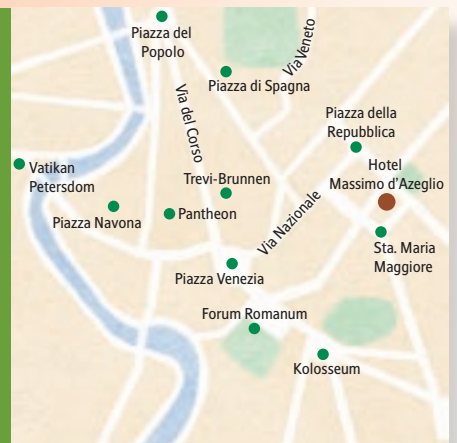 Piazza del
Popolo
Via Veneto
Piazza di Spagna
Via del Corso
Piazza della
Repubblica
Hotel
Massimo d'Azeglio
Vatikan
Petersdom
Trevi-Brunnen
Piazza Navona
Pantheon
Via Nazionale
Sta. Maria
Maggiore
Piazza Venezia
Forum Romanum
Kolosseum